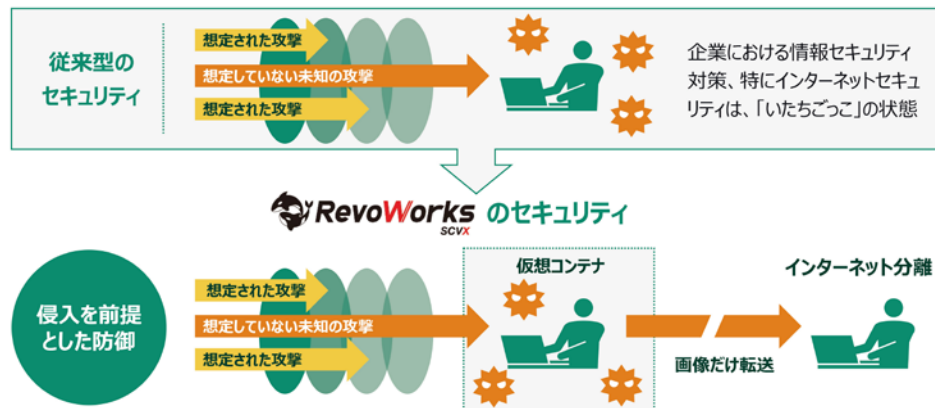 従来型の
セキュリティ
想定された攻撃
想定していない未知の攻撃
想定された攻撃
企業における情報セキュリティ
対策、特にインターネットセキュ
リティは、「いたちごっこ」の状態
RevoWorks のセキュリティ
SCVX
侵入を前提
とした防御
想定された攻撃
想定していない未知の攻撃
想定された攻撃
仮想コンテナ
画像だけ転送
インターネット分離